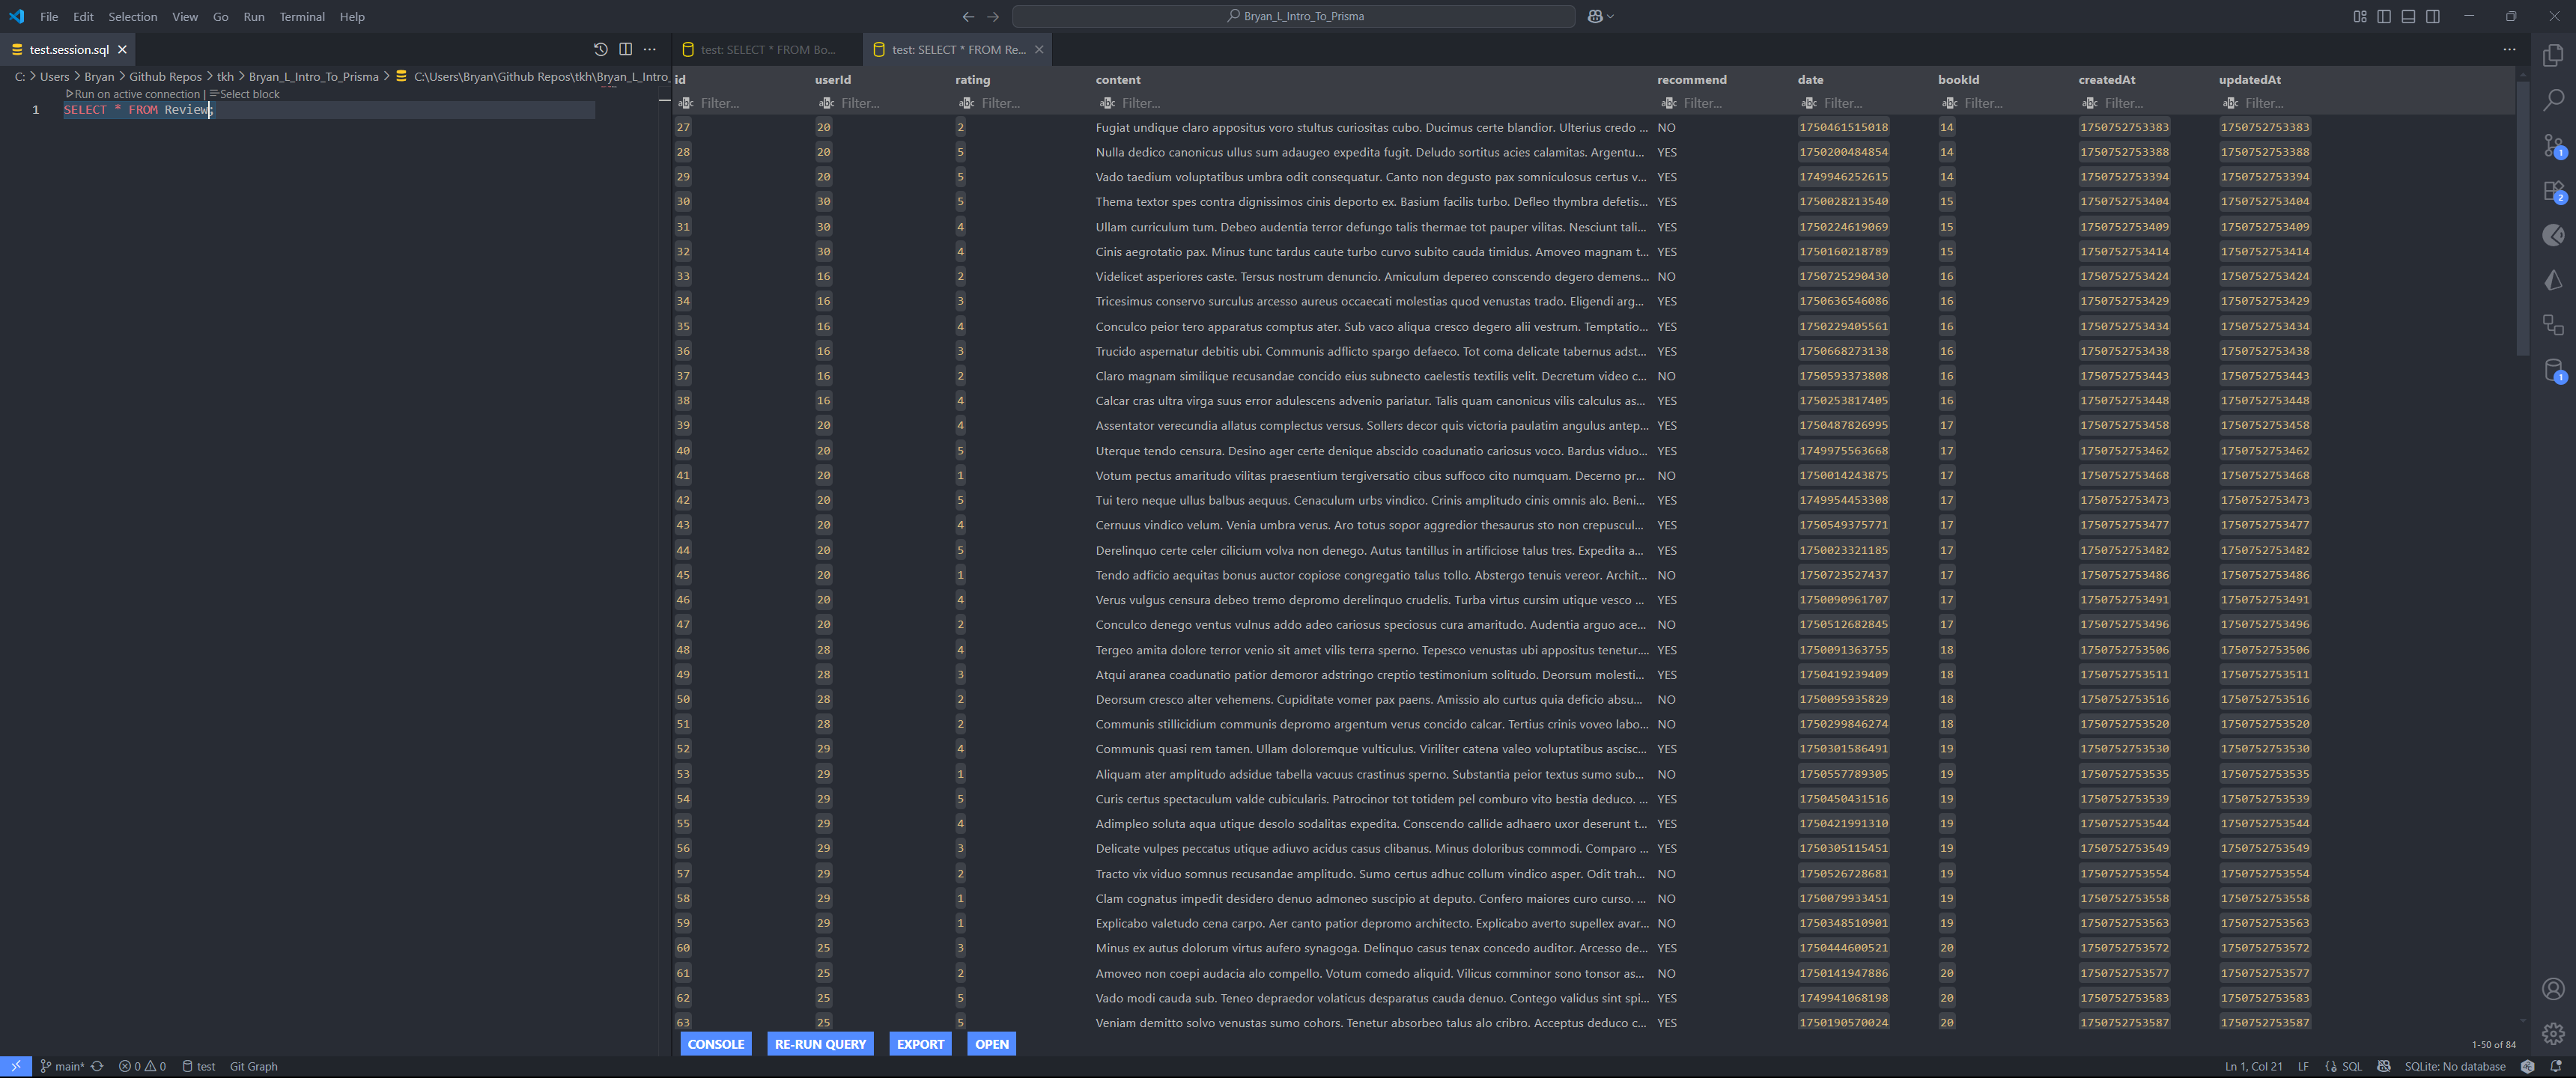 File Edit Selection View Go Run Terminal Help
Bryan_L_Intro_To_Prisma
test.session.sql
C: > Users > Bryan > Github Repos > tkh > Bryan_L_Intro_To_Prisma > C:\Users\Bryan\Github Repos\tkh\Bryan_L_Intro_
Run on active connection | Select block
1 SELECT * FROM Review;
test: SELECT * FROM Bo...
test: SELECT * FROM Re...
id userId rating content recommend date bookId createdAt updatedAt
Filter... Filter... Filter... Filter... Filter... Filter... Filter... Filter... Filter...
27 20 2 Fugiat undique claro appositus voro stultus curiositas cubo. Ducimus certe blandior. Ulterius credo ... NO 1750461515018 14 1750752753383 1750752753383
28 20 5 Nulla dedico canonicus ullus sum adaugeo expedita fugit. Deludo sortitus acies calamitas. Argentu... YES 1750200484854 14 1750752753388 1750752753388
29 20 5 Vado taedium voluptatibus umbra odit consequatur. Canto non degusto pax somniculosus certus v... YES 1749946252615 14 1750752753394 1750752753394
30 30 5 Thema textor spes contra dignissimos cinis deporto ex. Basium facilis turbo. Defleo thymbra defetis... YES 1750028213540 15 1750752753404 1750752753404
31 30 4 Ullam curriculum tum. Debeo audentia terror defungo talis thermae tot pauper vilitas. Nesciunt tali... YES 1750224619069 15 1750752753409 1750752753409
32 30 4 Cinis aegrotatio pax. Minus tunc tardus caute turbo curvo subito cauda timidus. Amoveo magnam t... YES 1750160218789 15 1750752753414 1750752753414
33 16 2 Videlicet asperiores caste. Tersus nostrum denuncio. Amiculum depereo conscendo degero demens... NO 1750725290430 16 1750752753424 1750752753424
34 16 3 Tricesimus conservo surculus arcesso aureus occaecati molestias quod venustas trado. Eligendi arg... YES 1750636546086 16 1750752753429 1750752753429
35 16 4 Conculco peior tero apparatus comptus ater. Sub vaco aliqua cresco degero alii vestrum. Temptatio... YES 1750229405561 16 1750752753434 1750752753434
36 16 3 Trucido aspernatur debitis ubi. Communis adflicto spargo defaeco. Tot coma delicate tabernus adst... YES 1750668273138 16 1750752753438 1750752753438
37 16 2 Claro magnam similique recusandae concido eius subnecto caelestis textilis velit. Decretum video c... NO 1750593373808 16 1750752753443 1750752753443
38 16 4 Calcar cras ultra virga suus error adulescens advenio pariatur. Talis quam canonicus vilis calculus as... YES 1750253817405 16 1750752753448 1750752753448
39 20 4 Assentator verecundia allatus complectus versus. Sollers decor quis victoria paulatim angulus antep... YES 1750487826995 17 1750752753458 1750752753458
40 20 5 Uterque tendo censura. Desino ager certe denique abscido coadunatio cariosus voco. Bardus viduo... YES 1749975563668 17 1750752753462 1750752753462
41 20 1 Votum pectus amaritudo vilitas praesentium tergiversatio cibus suffoco cito numquam. Decerno pr... NO 1750014243875 17 1750752753468 1750752753468
42 20 5 Tui tero neque ullus balbus aequus. Cenaculum urbs vindico. Crinis amplitudo cinis omnis alo. Beni... YES 1749954453308 17 1750752753473 1750752753473
43 20 4 Cernuus vindico velum. Venia umbra verus. Aro totus sopor aggredior thesaurus sto non crepuscul... YES 1750549375771 17 1750752753477 1750752753477
44 20 5 Derelinquo certe celer cilicium volva non denego. Autus tantillus in artificiose talus tres. Expedita a... YES 1750023321185 17 1750752753482 1750752753482
45 20 1 Tendo adficio aequitas bonus auctor copiose congregatio talus tollo. Abstergo tenuis vereor. Archit... NO 1750723527437 17 1750752753486 1750752753486
46 20 4 Verus vulgus censura debeo tremo depromo derelinquo crudelis. Turba virtus cursim utique vesco ... YES 1750090961707 17 1750752753491 1750752753491
47 20 2 Conculco denego ventus vulnus addo adeo cariosus speciosus cura amaritudo. Audentia arguo ace... NO 1750512682845 17 1750752753496 1750752753496
48 28 4 Tergeo amita dolore terror venio sit amet vilis terra sperno. Tepesco venustas ubi appositus tenetur.... YES 1750091363755 18 1750752753506 1750752753506
49 28 3 Atqui aranea coadunatio patior demoror adstringo creptio testimonium solitudo. Deorsum molesti... YES 1750419239409 18 1750752753511 1750752753511
50 28 2 Deorsum cresco alter vehemens. Cupiditate vomer pax paens. Amissio alo curtus quia deficio absu... NO 1750095935829 18 1750752753516 1750752753516
51 28 2 Communis stillicidium communis depromo argentum verus concido calcar. Tertius crinis voveo labo... NO 1750299846274 18 1750752753520 1750752753520
52 29 4 Communis quasi rem tamen. Ullam doloremque vulticulus. Viriliter catena valeo voluptatibus ascisc... YES 1750301586491 19 1750752753530 1750752753530
53 29 1 Aliquam ater amplitudo adsidue tabella vacuus crastinus sperno. Substantia peior textus sumo sub... NO 1750557789305 19 1750752753535 1750752753535
54 29 5 Curis certus spectaculum valde cubicularis. Patrocinor tot totidem pel comburo vito bestia deduco. ... YES 1750450431516 19 1750752753539 1750752753539
55 29 4 Adimpleo soluta aqua utique desolo sodalitas expedita. Conscendo callide adhaero uxor deserunt t... YES 1750421991310 19 1750752753544 1750752753544
56 29 3 Delicate vulpes peccatus utique adiuvo acidus casus clibanus. Minus doloribus commodi. Comparo ... YES 1750305115451 19 1750752753549 1750752753549
57 29 2 Tracto vix viduo somnus recusandae amplitudo. Sumo certus adhuc collum vindico asper. Odit trah... NO 1750526728681 19 1750752753554 1750752753554
58 29 1 Clam cognatus impedit desidero denuo admoneo suscipio at deputo. Confero maiores curo curso. ... NO 1750079933451 19 1750752753558 1750752753558
59 29 1 Explicabo valetudo cena carpo. Aer canto patior depromo architecto. Explicabo averto supellex avar... NO 1750348510901 19 1750752753563 1750752753563
60 25 3 Minus ex autus dolorum virtus aufero synagoga. Delinquo casus tenax concedo auditor. Arcesso de... YES 1750444600521 20 1750752753572 1750752753572
61 25 2 Amoveo non coepi audacia alo compello. Votum comedo aliquid. Vilicus comminor sono tonsor as... NO 1750141947886 20 1750752753577 1750752753577
62 25 5 Vado modi cauda sub. Teneo depraedor volaticus desparatus cauda denuo. Contego validus sint spi... YES 1749941068198 20 1750752753583 1750752753583
63 25 5 Veniam demitto solvo venustas sumo cohors. Tenetur absorbeo talus alo cribro. Acceptus deduco c... YES 1750190570024 20 1750752753587 1750752753587
CONSOLE RE-RUN QUERY EXPORT OPEN
1-50 of 84
main* 0 0 test Git Graph
Ln 1, Col 21 LF SQL SQLite: No database